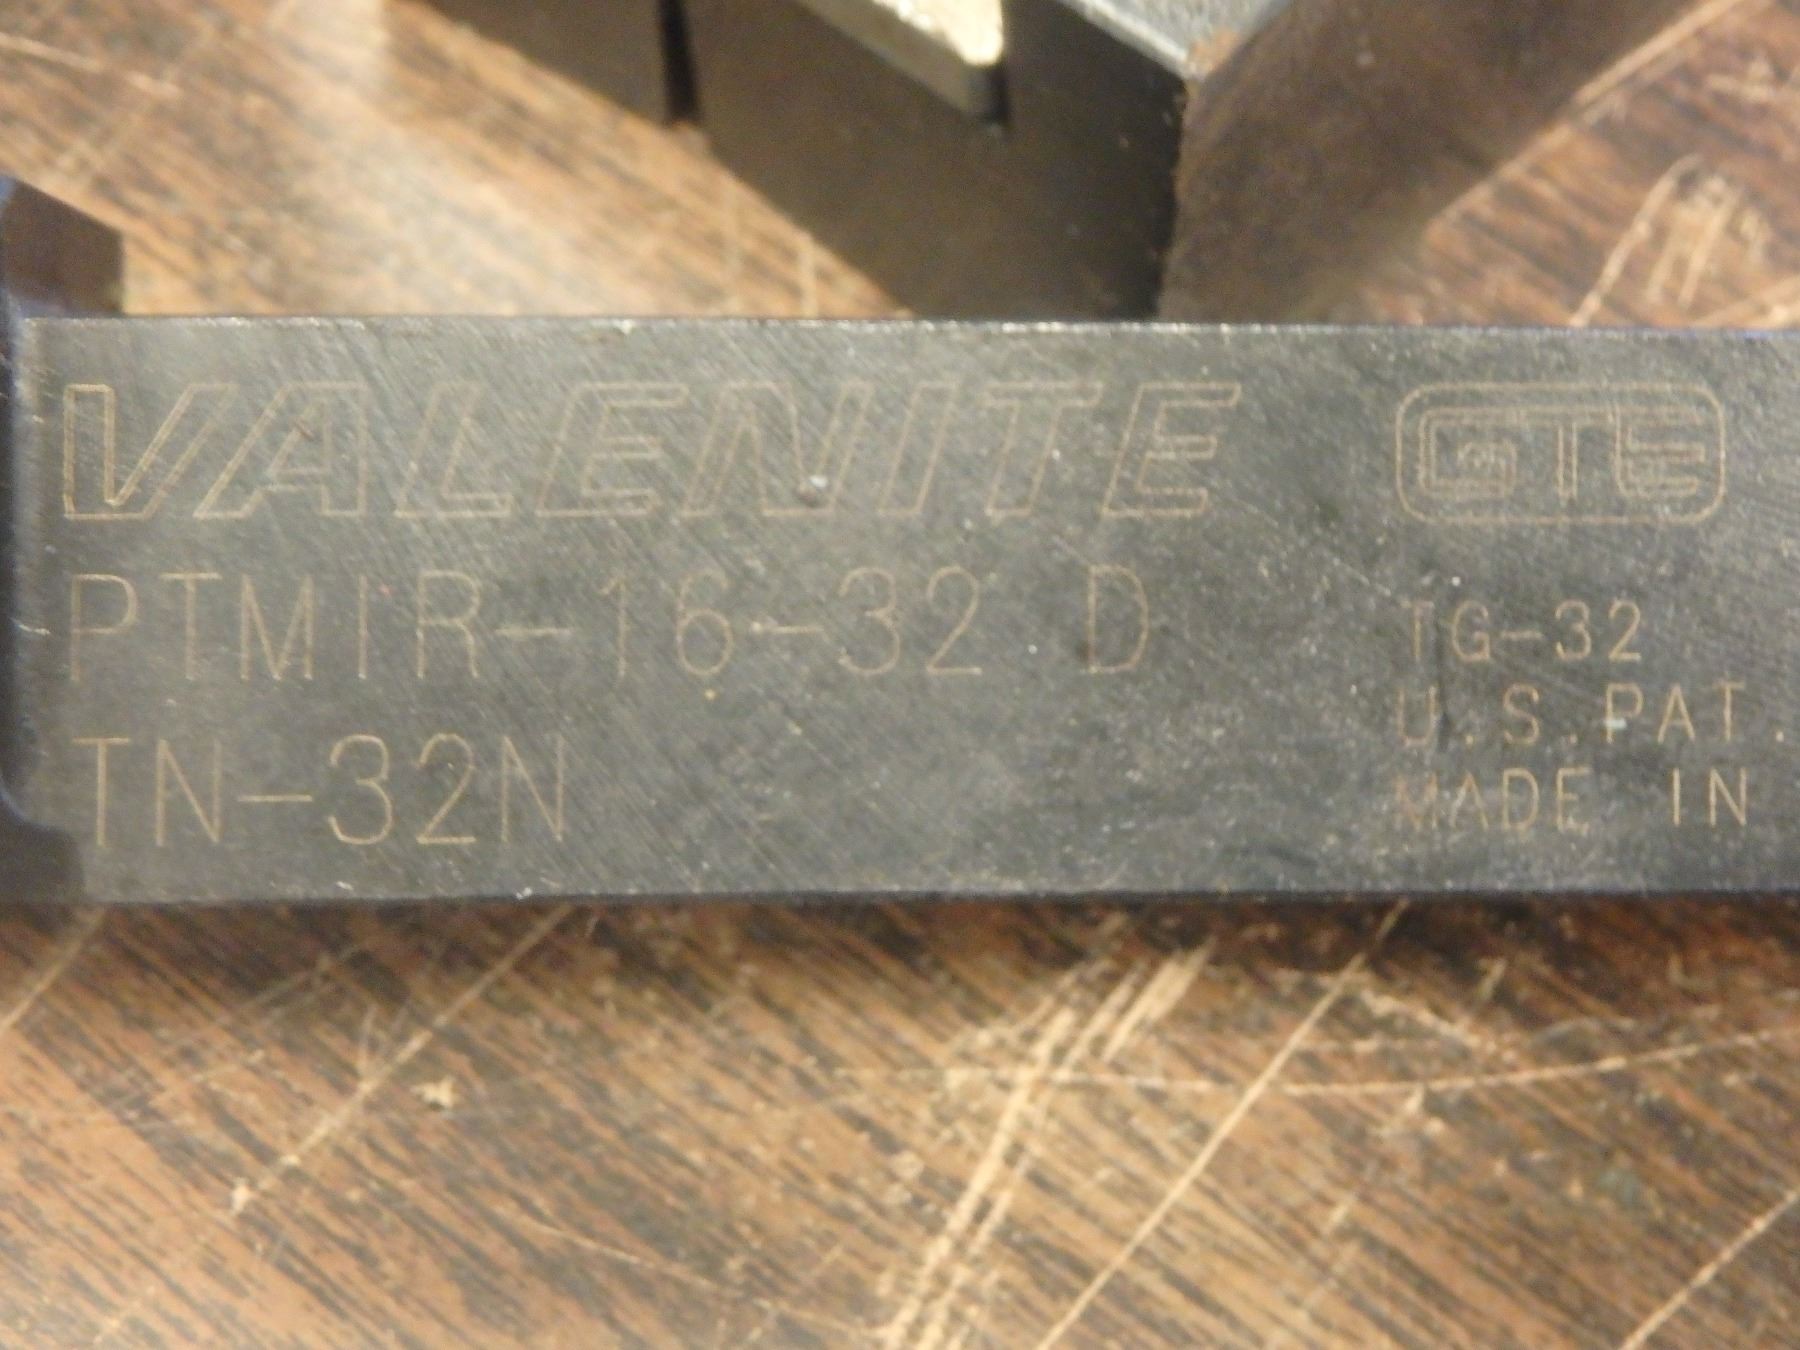 VALENITE GTE
PTMIR-16-32 D TG-32
U.S.PAT.
TN-32N MADE IN